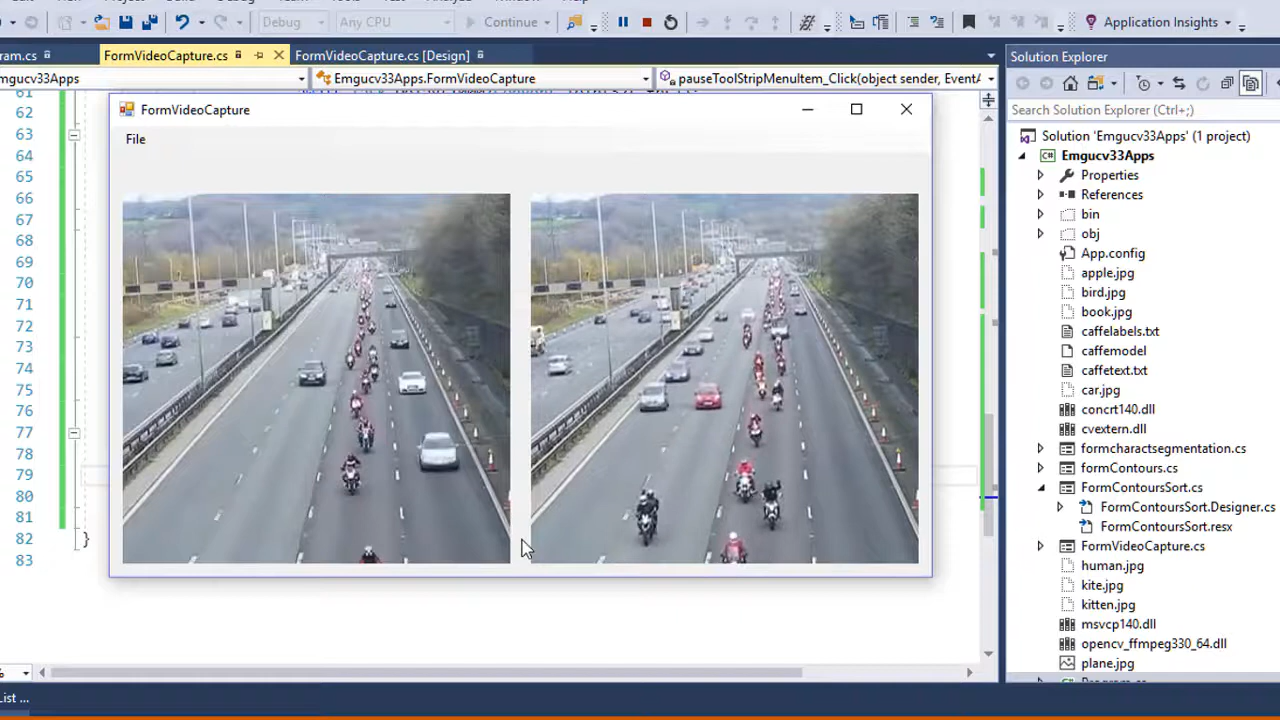 Debug
Any CPU
Continue
Application Insights
ram.cs
FormVideoCapture.cs
FormVideoCapture.cs [Design]
mgucv33Apps
Emgucv33Apps.FormVideoCapture
pauseToolStripMenuItem_Click(object sender, EventA
Solution Explorer
Search Solution Explorer (Ctrl+;)
Solution 'Emgucv33Apps' (1 project)
Emgucv33Apps
Properties
References
bin
obj
App.config
apple.jpg
bird.jpg
book.jpg
caffelabels.txt
caffemodel
caffetext.txt
car.jpg
concrt140.dll
cvextern.dll
formcharactsegmentation.cs
formContours.cs
FormContoursSort.cs
FormContoursSort.Designer.cs
FormContoursSort.resx
FormVideoCapture.cs
human.jpg
kite.jpg
kitten.jpg
msvcp140.dll
opencv_ffmpeg330_64.dll
plane.jpg
FormVideoCapture
File
61
62
63
64
65
66
67
68
69
70
71
72
73
74
75
76
77
78
79
80
81
82 }
83
%
List ...